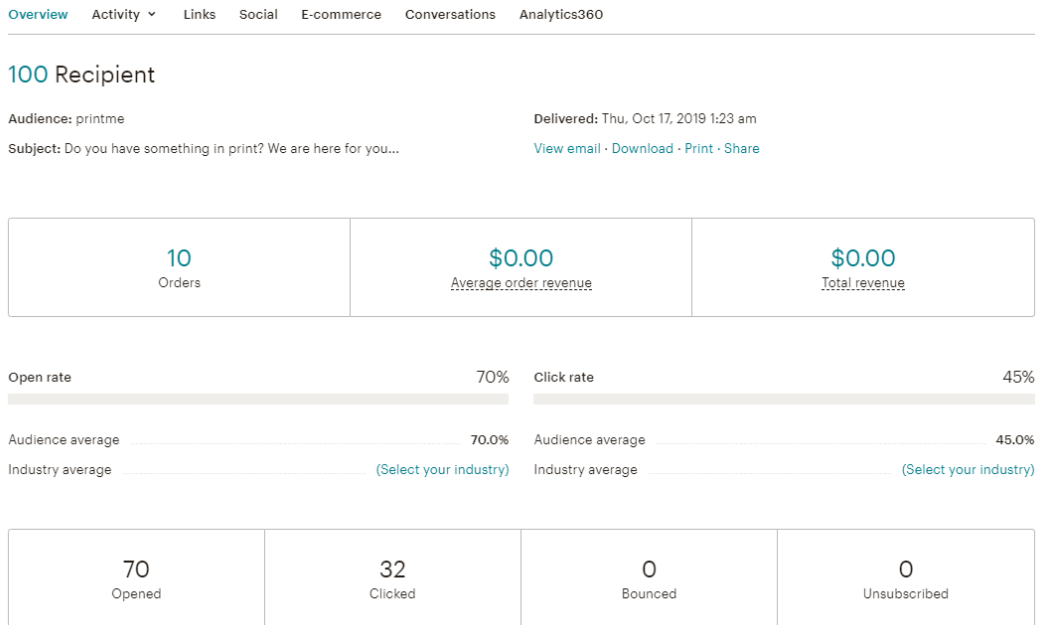 Overview Activity Links Social E-commerce Conversations Analytics360
100 Recipient
Audience: printme
Delivered: Thu, Oct 17, 2019 1:23 am
Subject: Do you have something in print? We are here for you...
View email · Download · Print · Share
10
Orders
$0.00
Average order revenue
$0.00
Total revenue
Open rate 70%
Click rate 45%
Audience average 70.0%
Audience average 45.0%
Industry average (Select your industry)
Industry average (Select your industry)
70
Opened
32
Clicked
0
Bounced
0
Unsubscribed